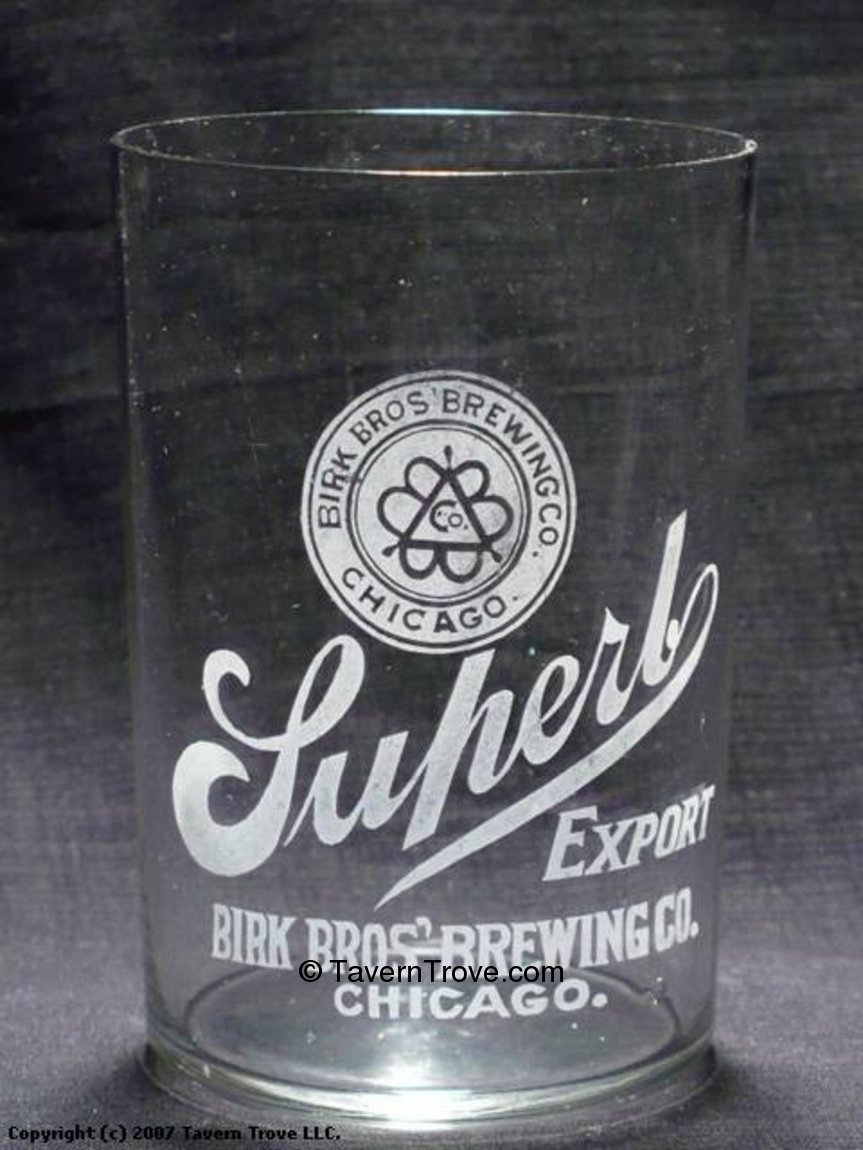 BIRK BROS' BREWING CO.
Co.
CHICAGO.
Superb
EXPORT
BIRK BROS' BREWING CO.
© TavernTrove.com
CHICAGO.
Copyright (c) 2007 Tavern Trove LLC.